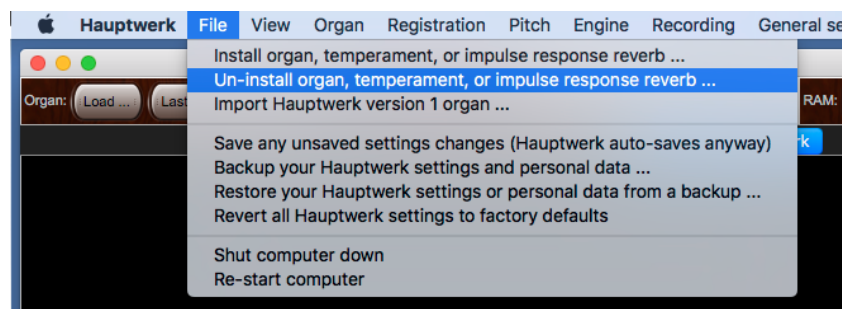 Hauptwerk File View Organ Registration Pitch Engine Recording General se
Install organ, temperament, or impulse response reverb ...
Un-install organ, temperament, or impulse response reverb ...
Organ: Load ... Last RAM:
Import Hauptwerk version 1 organ ...
Save any unsaved settings changes (Hauptwerk auto-saves anyway)
Backup your Hauptwerk settings and personal data ...
Restore your Hauptwerk settings or personal data from a backup ...
Revert all Hauptwerk settings to factory defaults
Shut computer down
Re-start computer